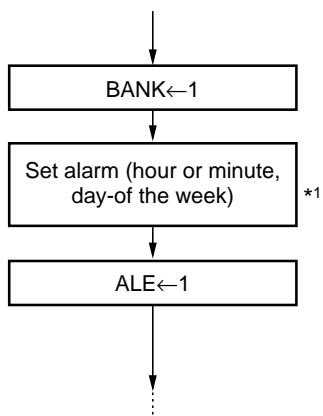 BANK←1
Set alarm (hour or minute,
day-of the week)
*1
ALE←1